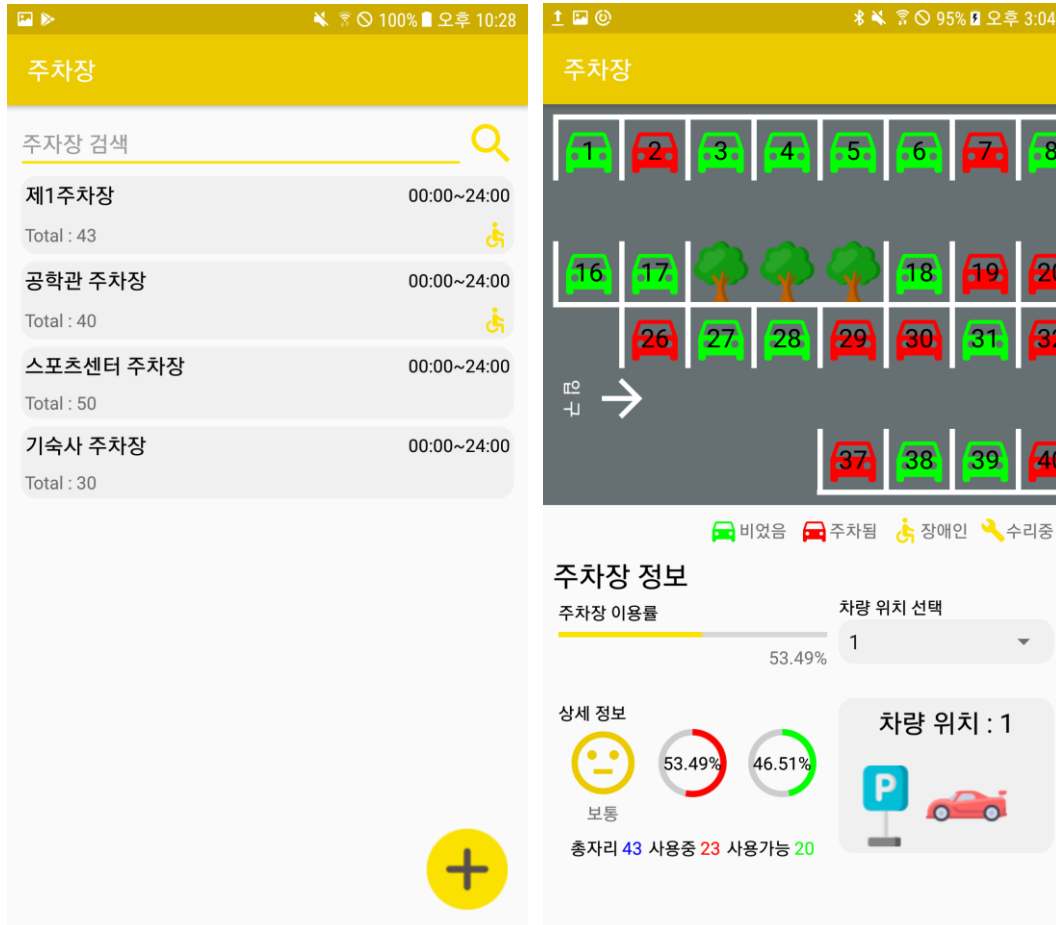 100% 오후 10:28
주차장
주자장 검색
제1주차장 00:00~24:00
Total : 43
공학관 주차장 00:00~24:00
Total : 40
스포츠센터 주차장 00:00~24:00
Total : 50
기숙사 주차장 00:00~24:00
Total : 30
95% 오후 3:04
주차장
1 2 3 4 5 6 7 8
16 17 18 19 20
26 27 28 29 30 31 32
입구
37 38 39 40
비었음 주차됨 장애인 수리중
주차장 정보
주차장 이용률 차량 위치 선택
1
53.49%
상세 정보
차량 위치 : 1
53.49% 46.51%
P
보통
총자리 43 사용중 23 사용가능 20